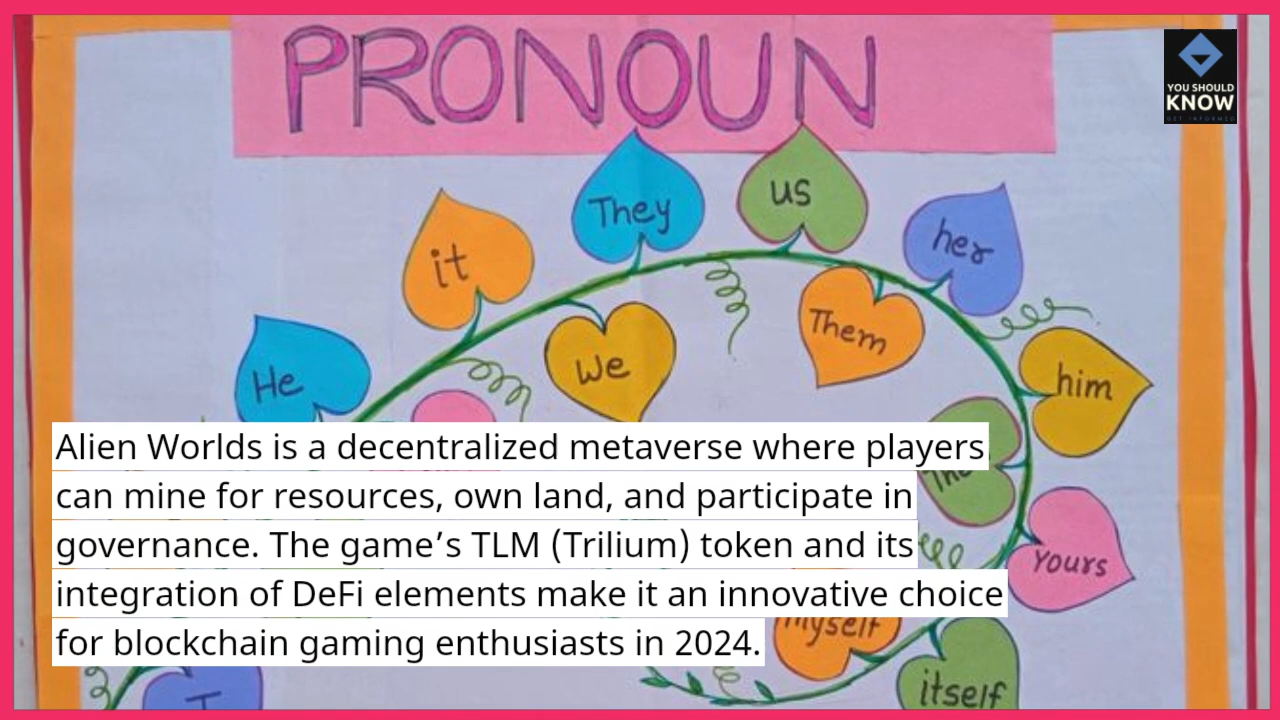 PRONOUN
YOU SHOULD
KNOW
GET INFORMED
They
us
her
it
Them
We
him
He
Alien Worlds is a decentralized metaverse where players
can mine for resources, own land, and participate in
governance. The game’s TLM (Trilium) token and its
integration of DeFi elements make it an innovative choice
for blockchain gaming enthusiasts in 2024.
Yours
myself
itself
I